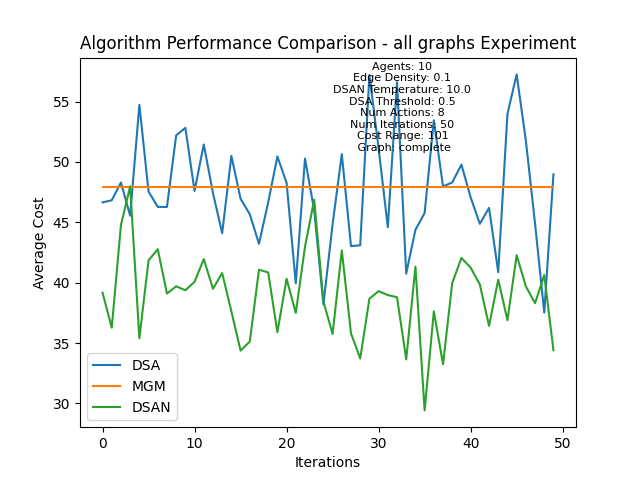 Algorithm Performance Comparison - all graphs Experiment
Agents: 10
Edge Density: 0.1
DSAN Temperature: 10.0
DSA Threshold: 0.5
Num Actions: 8
Num Iterations: 50
Cost Range: 101
Graph: complete
Average Cost
55
50
45
40
35
30
DSA
MGM
DSAN
0
10
20
30
40
50
Iterations